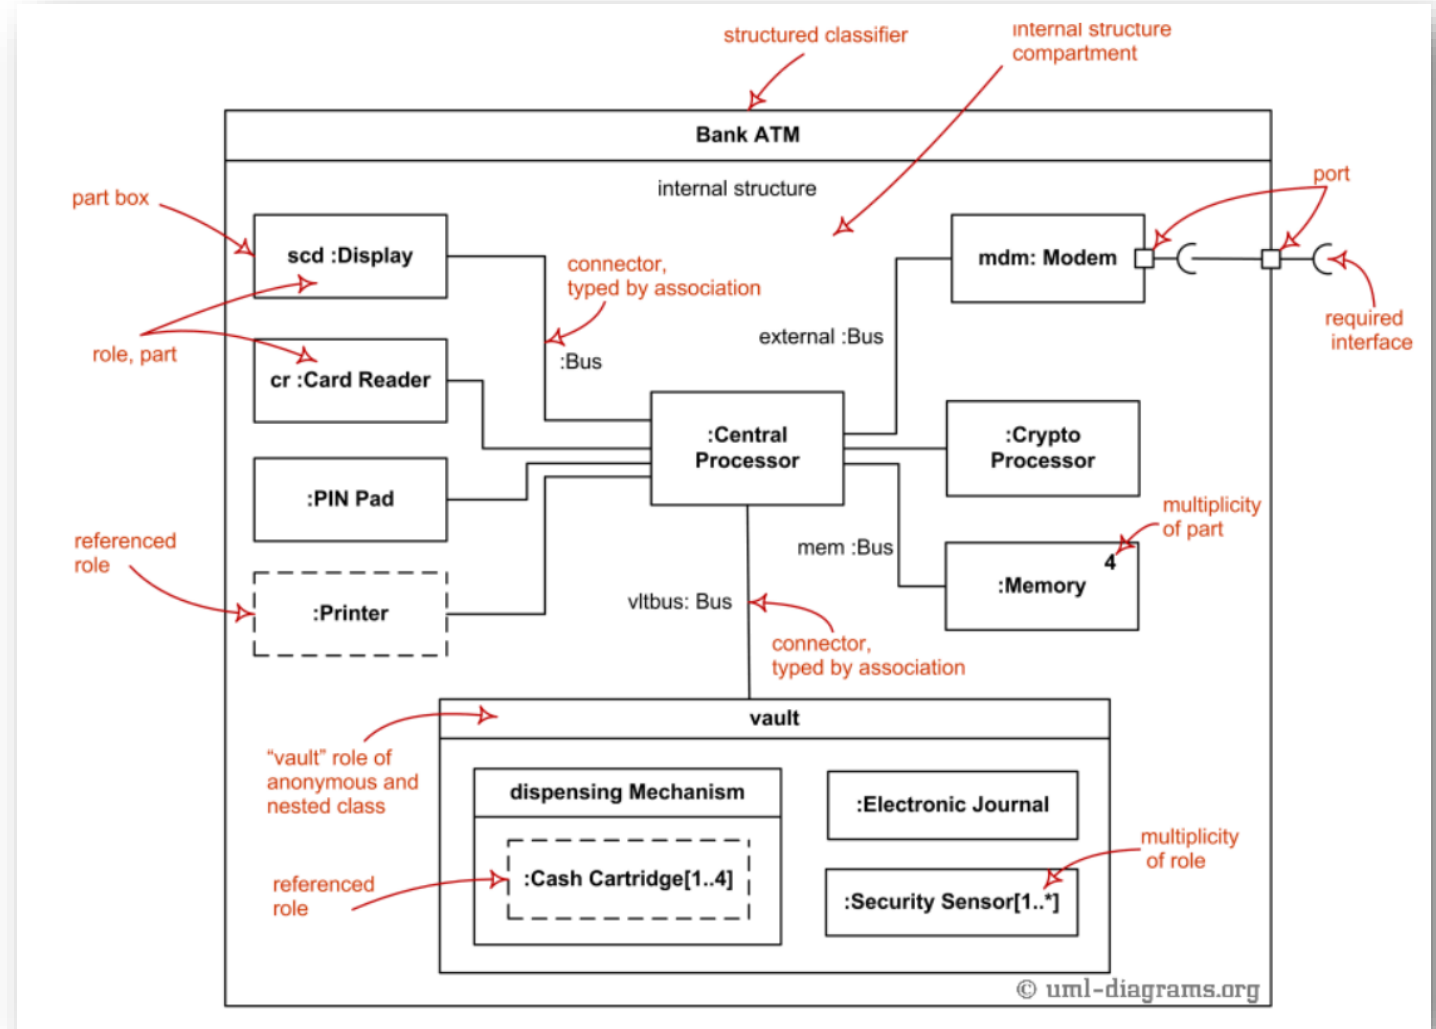 structured classifier
internal structure
compartment
Bank ATM
internal structure
part box
port
scd :Display
connector,
typed by association
mdm: Modem
required
interface
role, part
external :Bus
:Bus
cr :Card Reader
:Central
Processor
:Crypto
Processor
:PIN Pad
multiplicity
of part
referenced
role
mem :Bus
4
:Memory
:Printer
vltbus: Bus
connector,
typed by association
vault
“vault” role of
anonymous and
nested class
dispensing Mechanism
:Electronic Journal
multiplicity
of role
referenced
role
:Cash Cartridge[1..4]
:Security Sensor[1..*]
© uml-diagrams.org